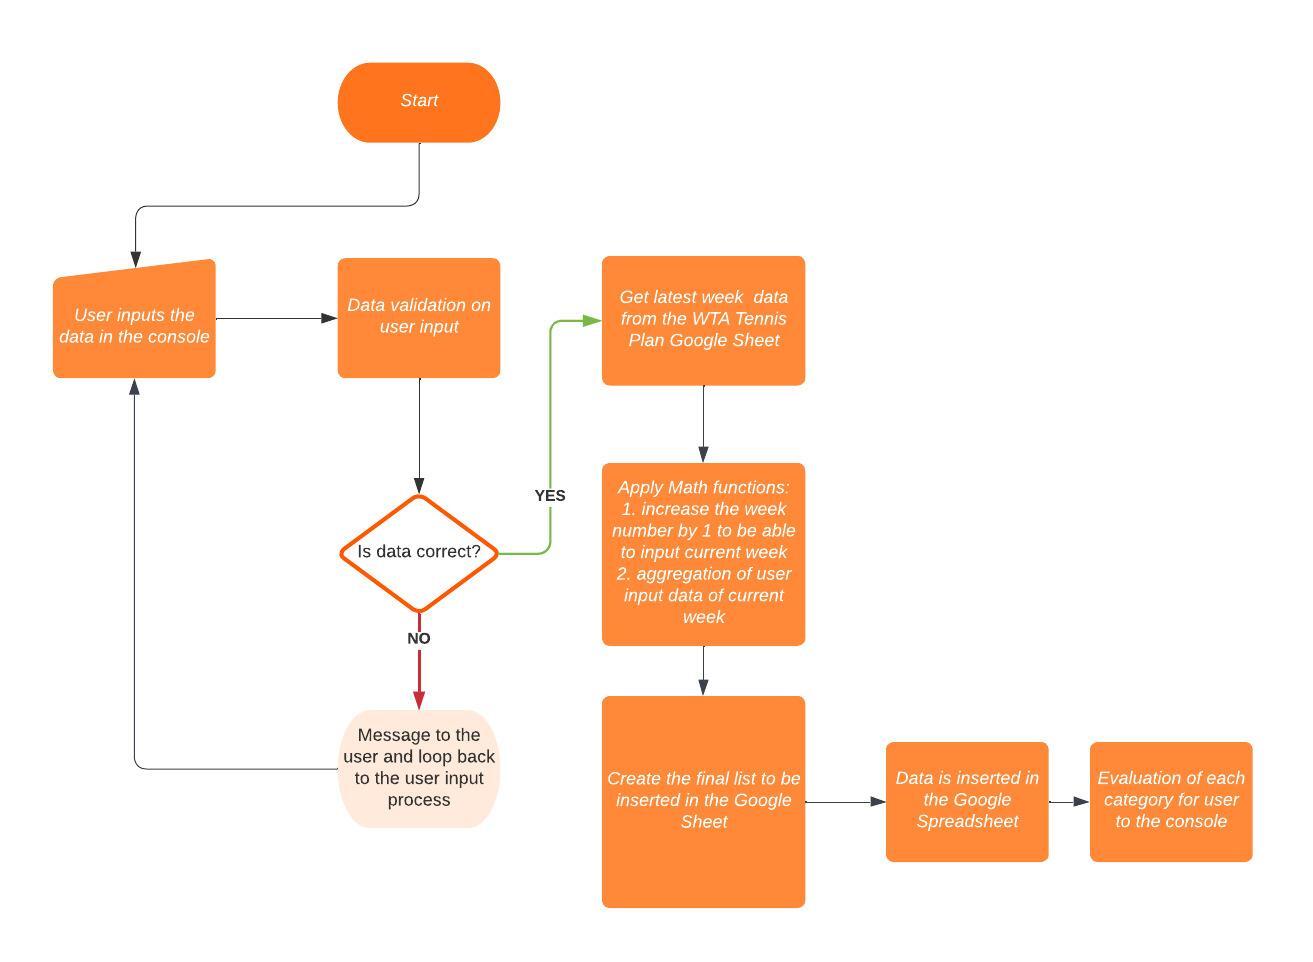 Start
User inputs the
data in the console
Data validation on
user input
Is data correct?
NO
Message to the
user and loop back
to the user input
process
YES
Get latest week data
from the WTA Tennis
Plan Google Sheet
Apply Math functions:
1. increase the week
number by 1 to be able
to input current week
2. aggregation of user
input data of current
week
Create the final list to be
inserted in the Google
Sheet
Data is inserted in
the Google
Spreadsheet
Evaluation of each
category for user
to the console